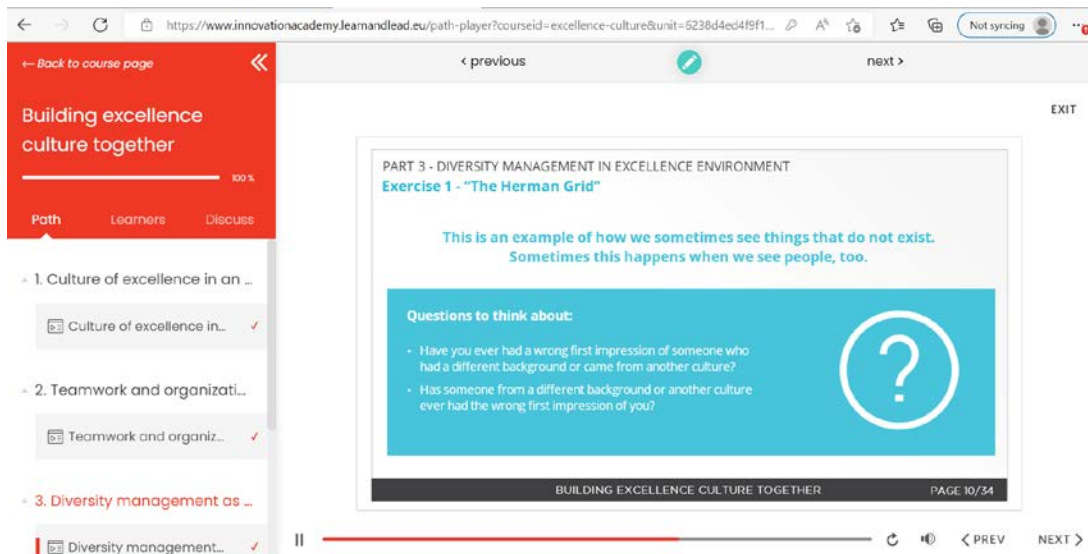 https://www.innovationacademy.learnandlead.eu/path-player?courseid=excellence-culture&unit=6238d4ed4f9f1...
Not syncing
← Back to course page
‹ previous
next ›
EXIT
Building excellence
culture together
100 %
Path Learners Discuss
1. Culture of excellence in an ...
Culture of excellence in...
2. Teamwork and organizati...
Teamwork and organiz...
3. Diversity management as ...
Diversity management...
PART 3 - DIVERSITY MANAGEMENT IN EXCELLENCE ENVIRONMENT
Exercise 1 - “The Herman Grid”
This is an example of how we sometimes see things that do not exist.
Sometimes this happens when we see people, too.
Questions to think about:
• Have you ever had a wrong first impression of someone who
had a different background or came from another culture?
• Has someone from a different background or another culture
ever had the wrong first impression of you?
?
BUILDING EXCELLENCE CULTURE TOGETHER PAGE 10/34
‹ PREV NEXT ›